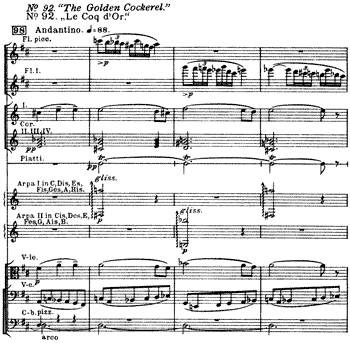 Nº 92. "The Golden Cockerel."
Nº 92. „Le Coq d'Or."
98 Andantino. ♩=88.
Fl. picc.
Fl. I.
I.
Cor.
II. III. IV.
pp
Piatti.
pp
gliss.
Arpa I in C, Dis, Es,
Fis, Ges, A, His.
gliss.
Arpa II in Cis, Des, E,
Fes, G, Ais, B.
V-le.
V-c.
C-b. pizz.
arco